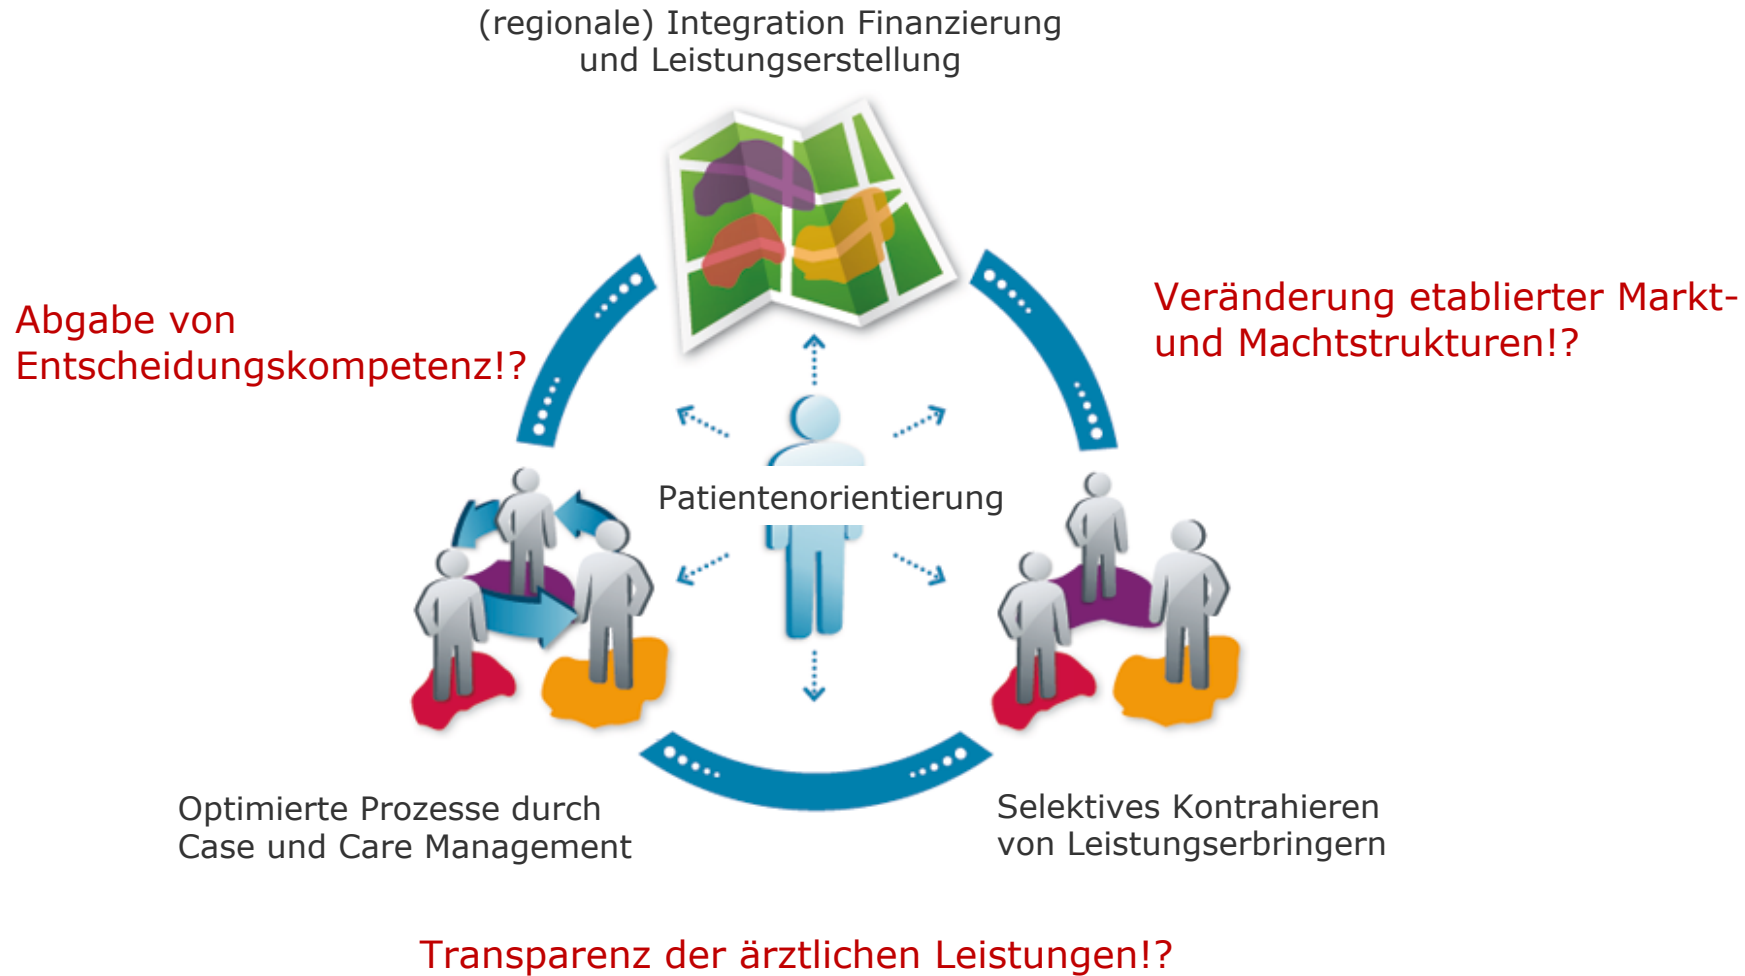 (regionale) Integration Finanzierung
und Leistungserstellung
Abgabe von
Entscheidungskompetenz!?
Veränderung etablierter Markt-
und Machtstrukturen!?
Patientenorientierung
Optimierte Prozesse durch
Case und Care Management
Selektives Kontrahieren
von Leistungserbringern
Transparenz der ärztlichen Leistungen!?